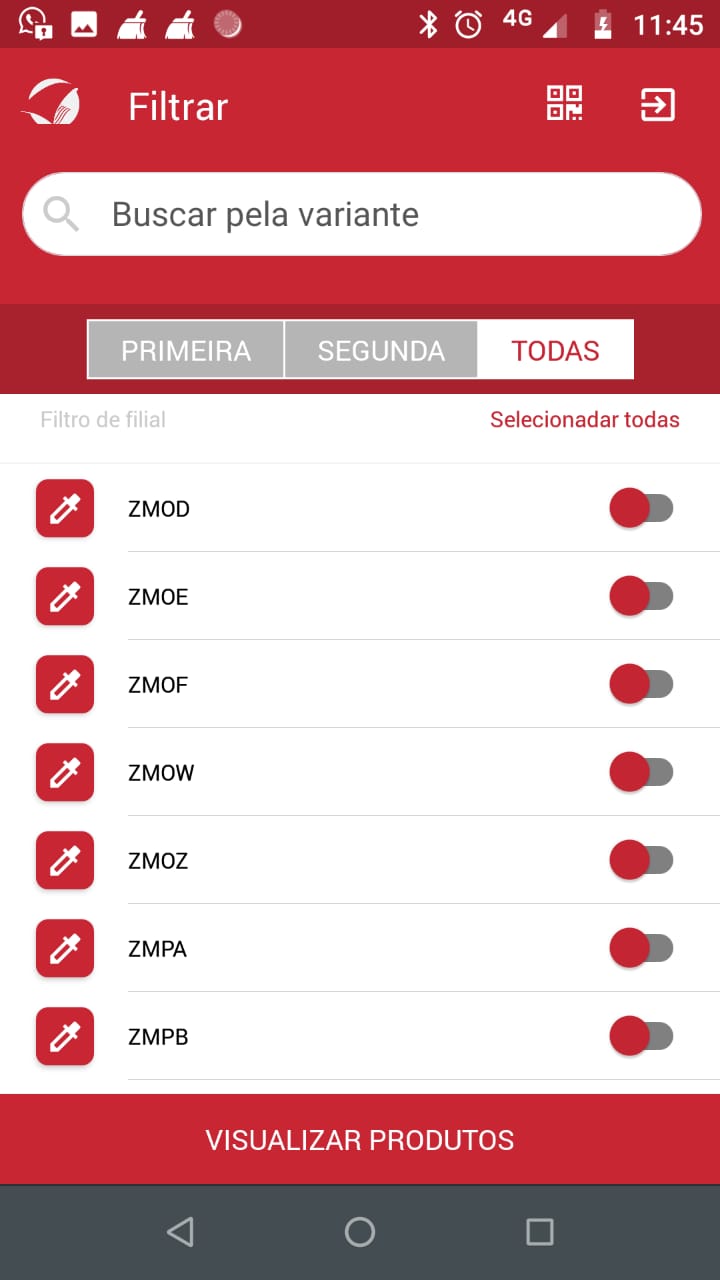 4G 11:45
Filtrar
Buscar pela variante
PRIMEIRA SEGUNDA TODAS
Filtro de filial Selecionadar todas
ZMOD
ZMOE
ZMOF
ZMOW
ZMOZ
ZMPA
ZMPB
VISUALIZAR PRODUTOS